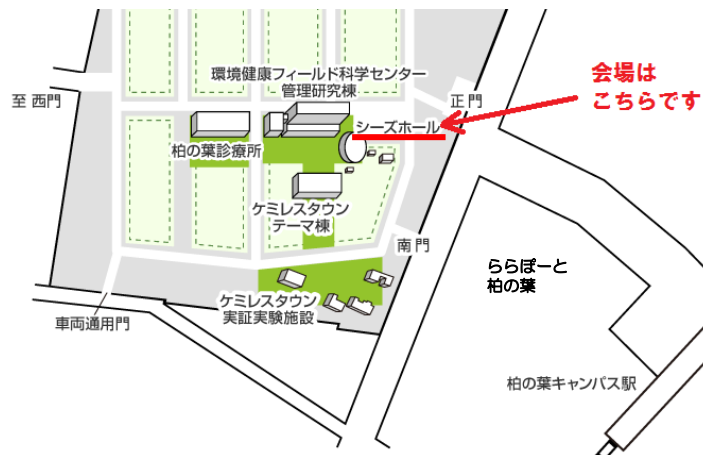 環境健康フィールド科学センター
管理研究棟
会場は
こちらです
至 西門
正門
シーズホール
柏の葉診療所
ケミレスタウン
テーマ棟
南門
ららぽーと
柏の葉
ケミレスタウン
実証実験施設
車両通用門
柏の葉キャンパス駅